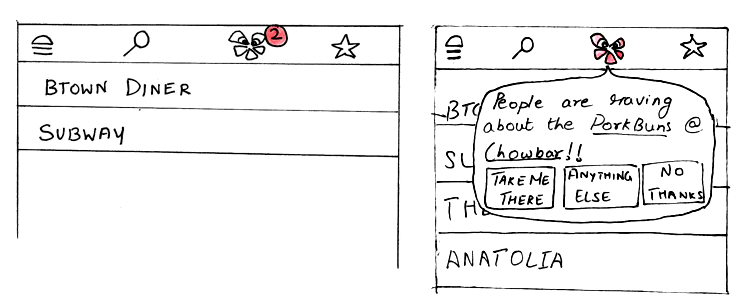 2
BTOWN DINER
SUBWAY
People are raving
about the PorkBuns @
Chowbar!!
TAKE ME
THERE
ANYTHING
ELSE
NO
THANKS
BTO
SU
THE
ANATOLIA